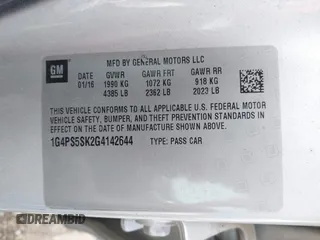 GM
MFD BY GENERAL MOTORS LLC
DATE GVWR GAWR FRT GAWR RR
01/16 1990 KG 1072 KG 918 KG
4385 LB 2362 LB 2023 LB
THIS VEHICLE CONFORMS TO ALL APPLICABLE U.S. FEDERAL MOTOR
VEHICLE SAFETY, BUMPER, AND THEFT PREVENTION STANDARDS
IN EFFECT ON THE DATE OF MANUFACTURE SHOWN ABOVE.
1G4PS5SK2G4142644 TYPE: PASS CAR
DREAMBID